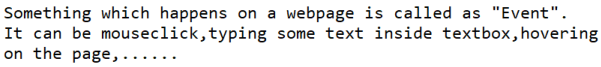 Something which happens on a webpage is called as "Event".
It can be mouseclick,typing some text inside textbox,hovering
on the page,......